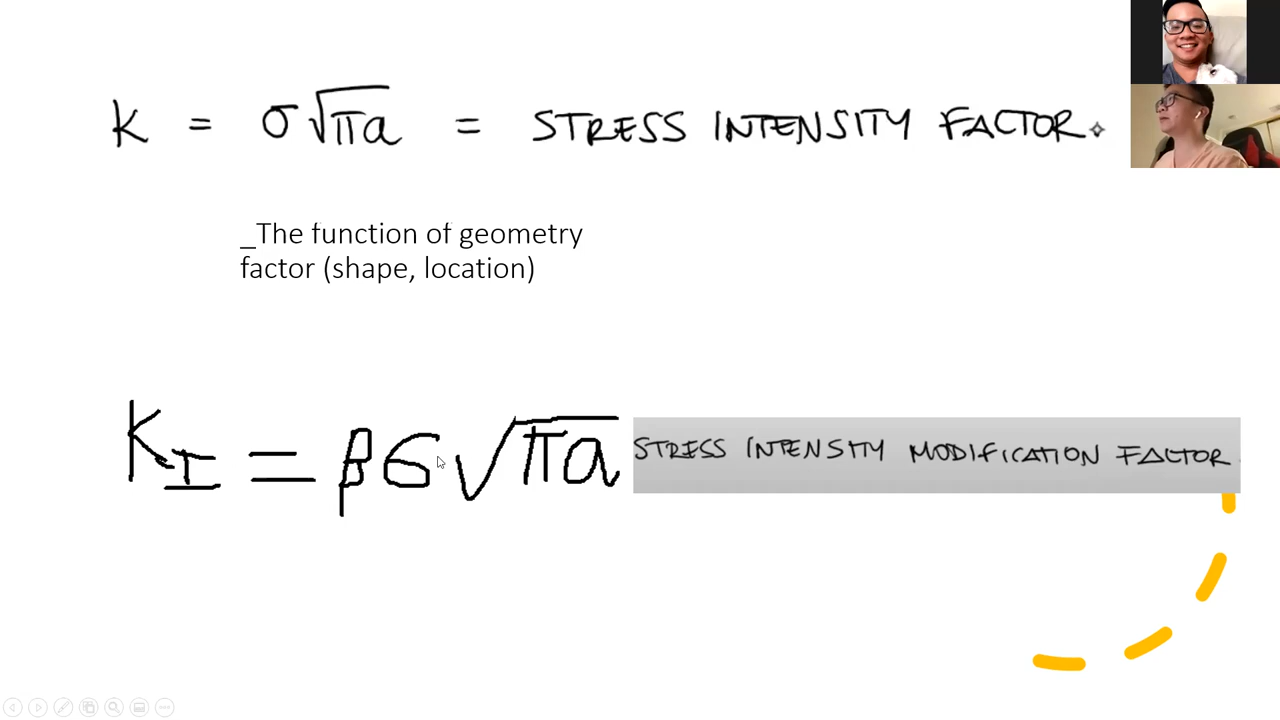 K = σ√πa = STRESS INTENSITY FACTOR.
_The function of geometry
factor (shape, location)
K_I = βσ√πa STRESS INTENSITY MODIFICATION FACTOR.